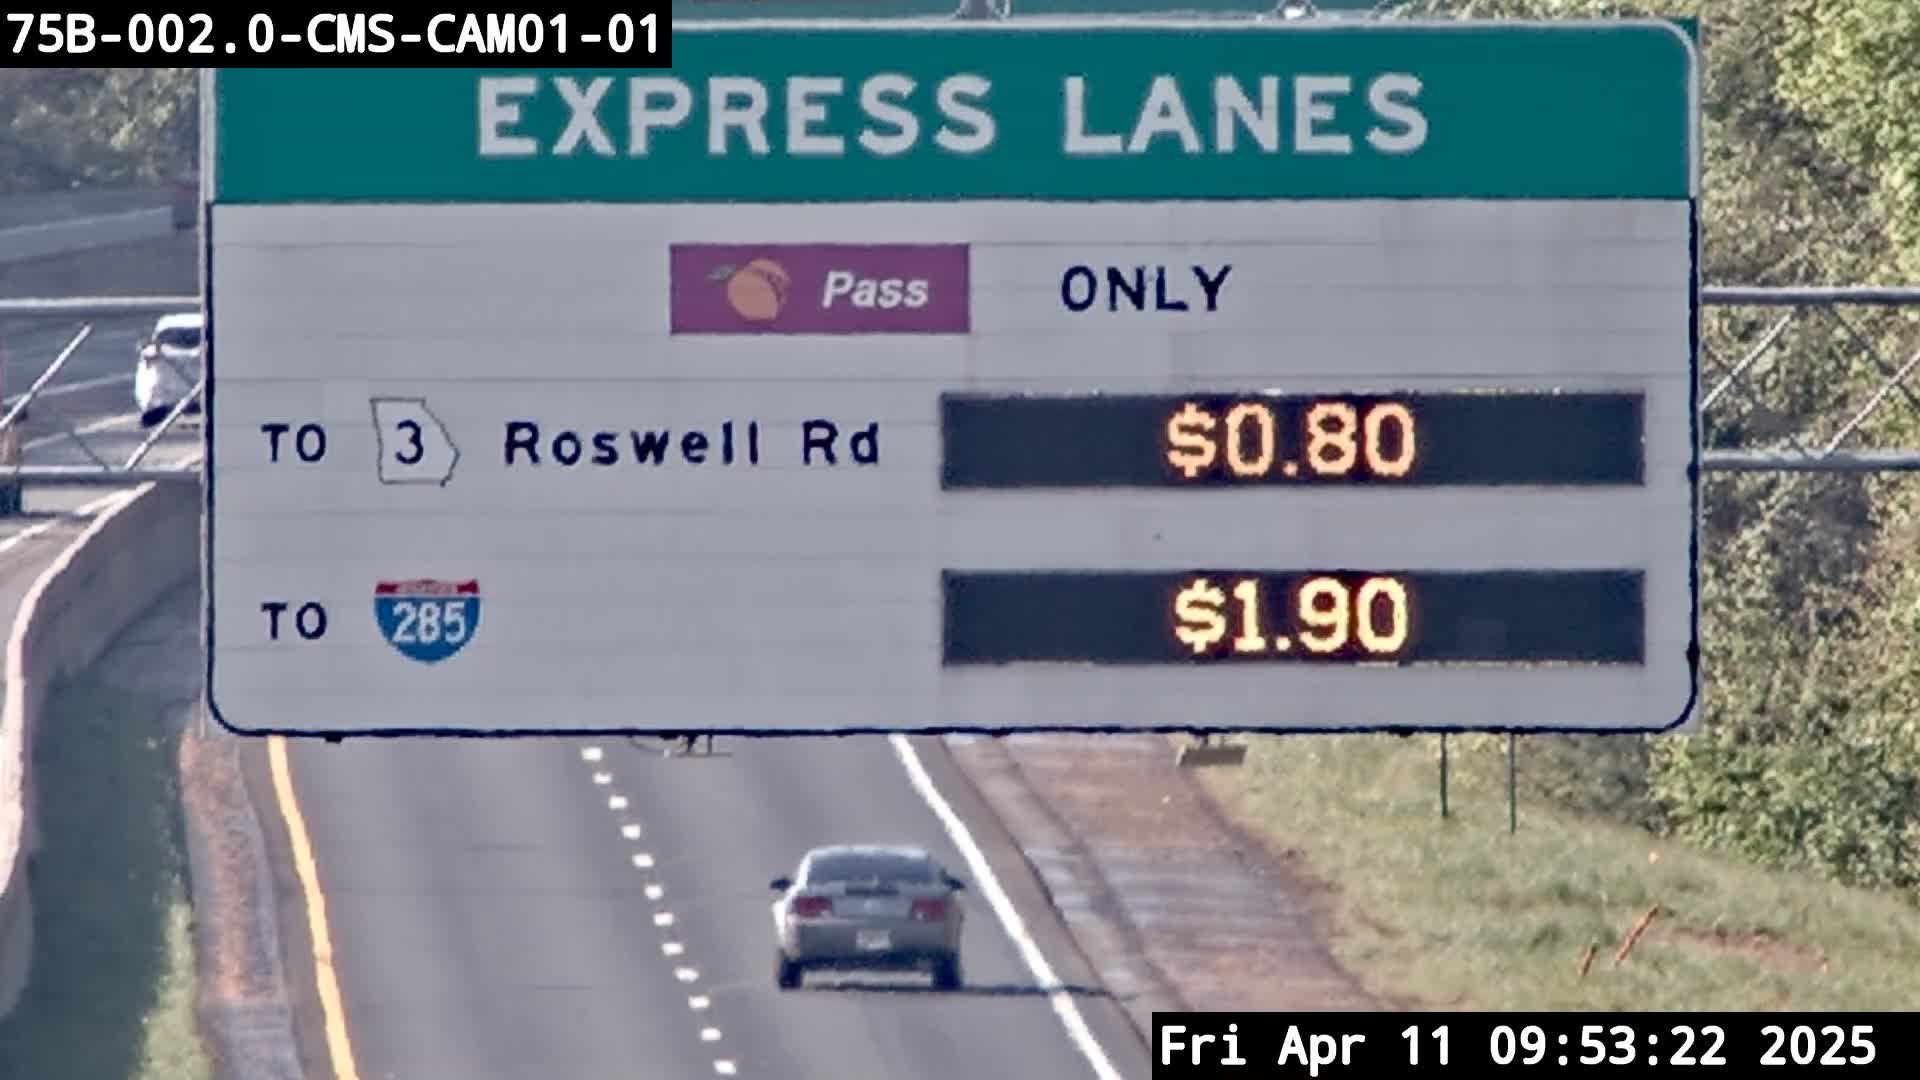 75B-002.0-CMS-CAM01-01
EXPRESS LANES
Pass ONLY
TO 3 Roswell Rd $0.80
TO 285 $1.90
Fri Apr 11 09:53:22 2025